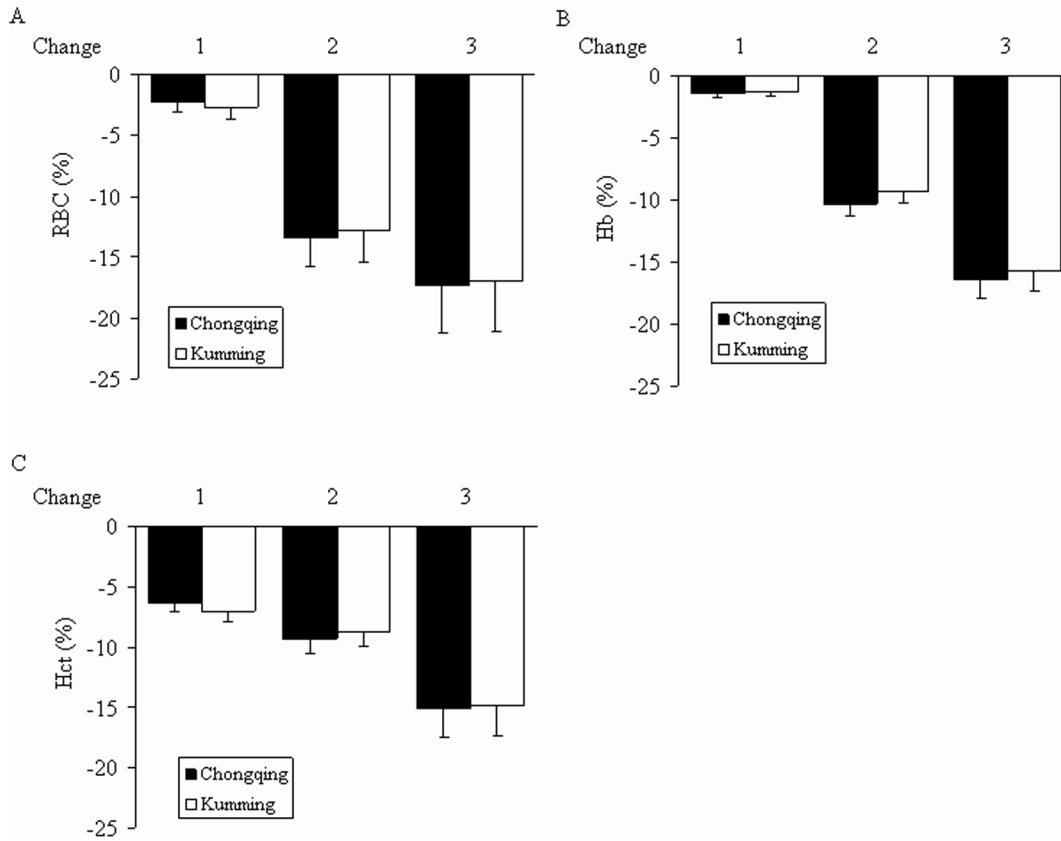 A
Change 1 2 3
0
-5
-10
-15
-20
-25
RBC (%)
Chongqing
Kumming
B
Change 1 2 3
0
-5
-10
-15
-20
-25
Hb (%)
Chongqing
Kumming
C
Change 1 2 3
0
-5
-10
-15
-20
-25
Hct (%)
Chongqing
Kumming